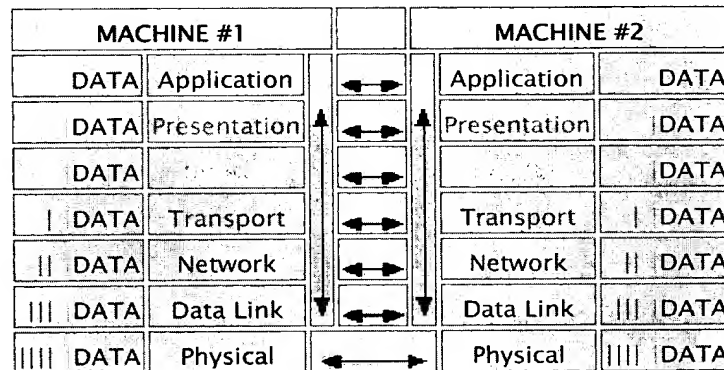 MACHINE #1 MACHINE #2
DATA Application Application DATA
DATA Presentation Presentation DATA
DATA DATA
| DATA Transport Transport | DATA
|| DATA Network Network || DATA
||| DATA Data Link Data Link ||| DATA
||||| DATA Physical Physical |||| DATA